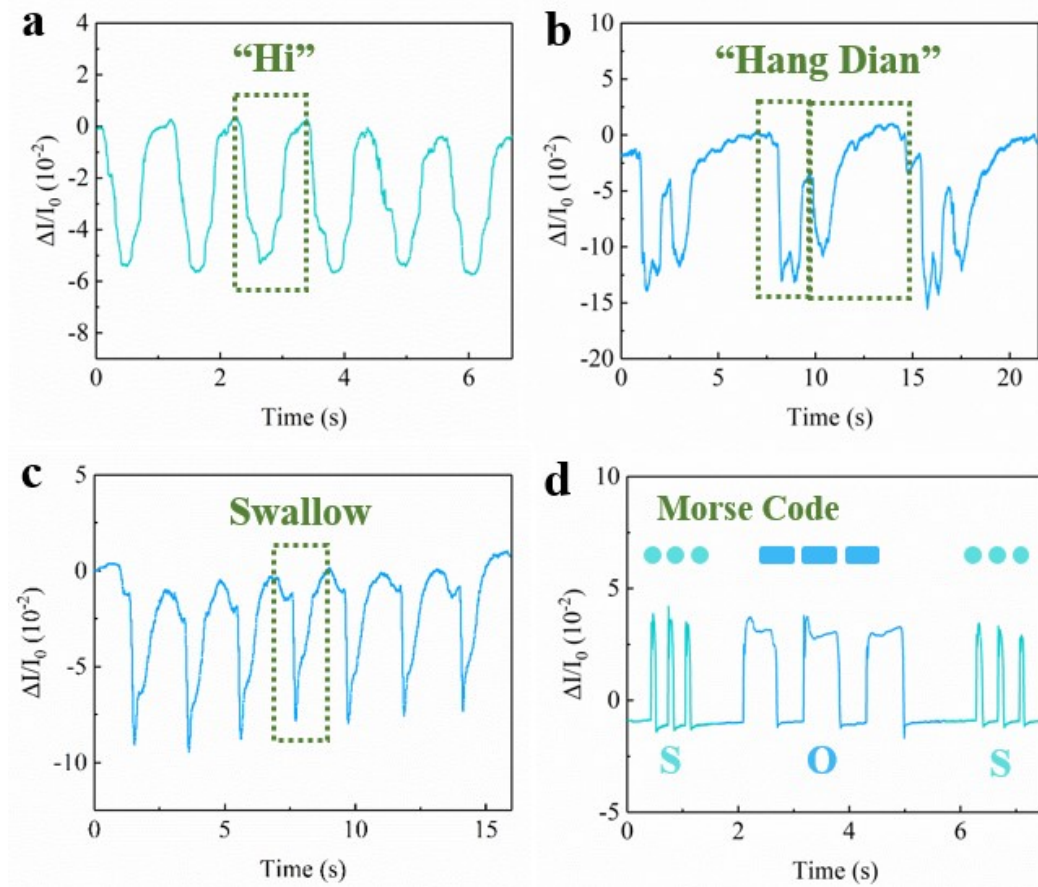 a
“Hi”
4
2
0
-2
-4
-6
-8
ΔI/I₀ (10⁻²)
0 2 4 6
Time (s)
b
“Hang Dian”
10
5
0
-5
-10
-15
-20
ΔI/I₀ (10⁻²)
0 5 10 15 20
Time (s)
c
Swallow
5
0
-5
-10
ΔI/I₀ (10⁻²)
0 5 10 15
Time (s)
d
Morse Code
10
5
0
-5
ΔI/I₀ (10⁻²)
S O S
0 2 4 6
Time (s)